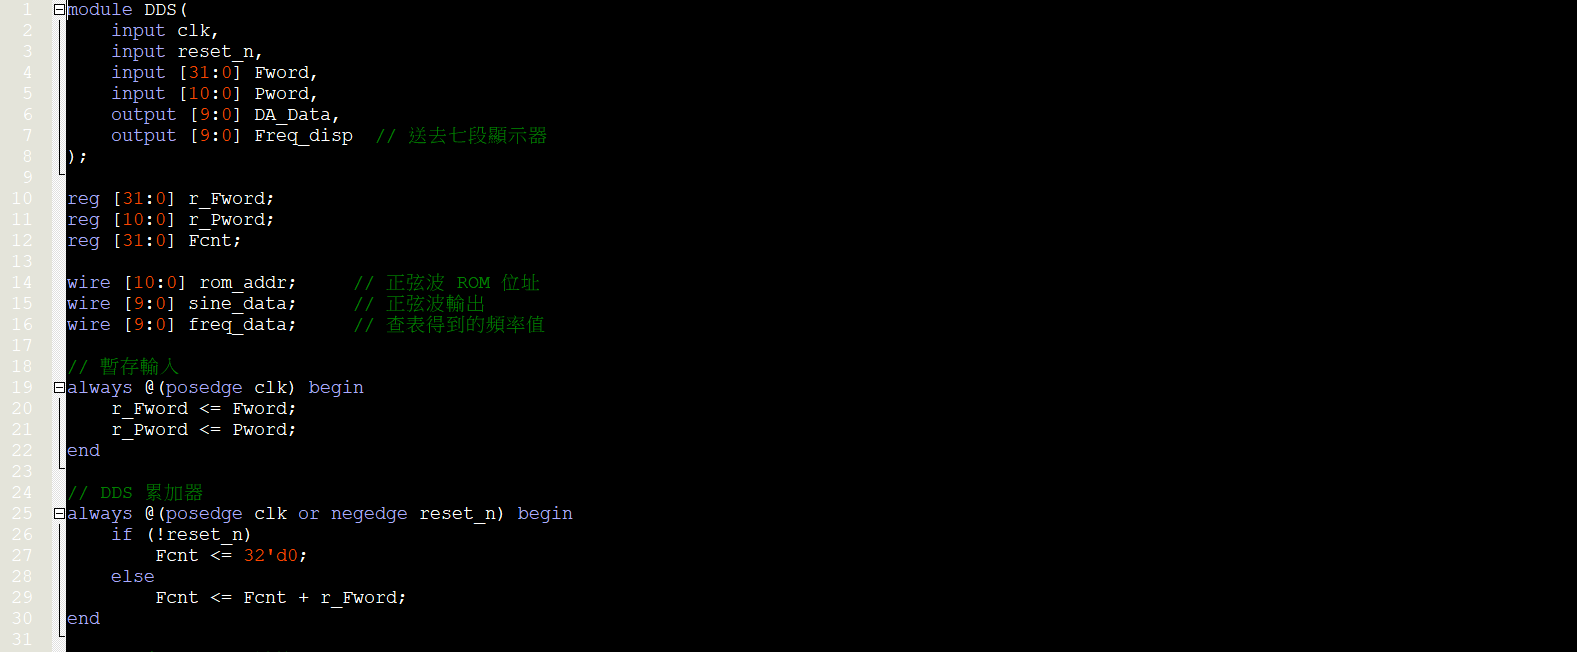 1 module DDS(
2     input clk,
3     input reset_n,
4     input [31:0] Fword,
5     input [10:0] Pword,
6     output [9:0] DA_Data,
7     output [9:0] Freq_disp  // 送去七段顯示器
8 );
9
10 reg [31:0] r_Fword;
11 reg [10:0] r_Pword;
12 reg [31:0] Fcnt;
13
14 wire [10:0] rom_addr;     // 正弦波 ROM 位址
15 wire [9:0] sine_data;     // 正弦波輸出
16 wire [9:0] freq_data;     // 查表得到的頻率值
17
18 // 暫存輸入
19 always @(posedge clk) begin
20     r_Fword <= Fword;
21     r_Pword <= Pword;
22 end
23
24 // DDS 累加器
25 always @(posedge clk or negedge reset_n) begin
26     if (!reset_n)
27         Fcnt <= 32'd0;
28     else
29         Fcnt <= Fcnt + r_Fword;
30 end
31